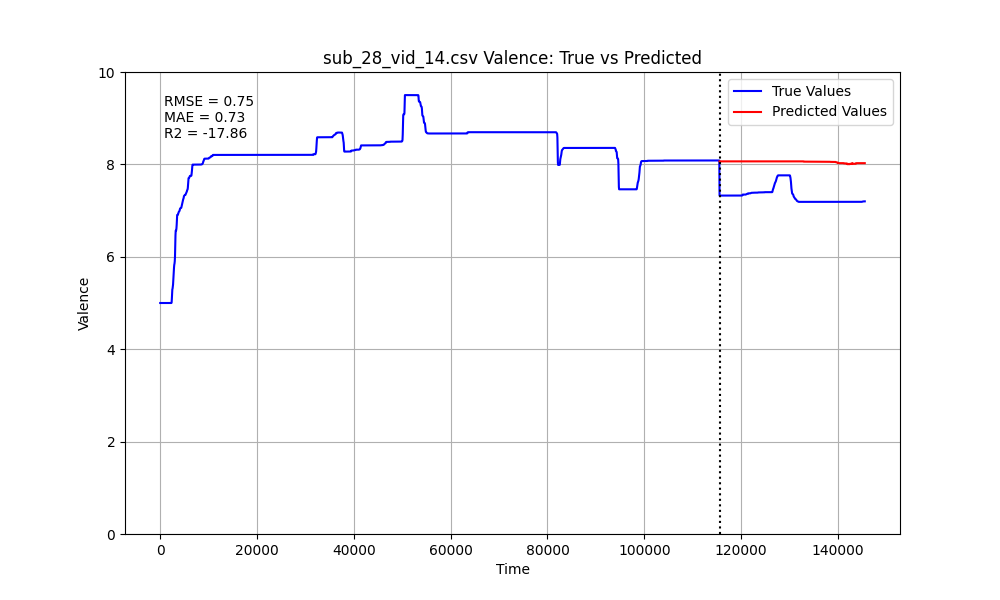 sub_28_vid_14.csv Valence: True vs Predicted
10
8
6
4
2
0
Valence
RMSE = 0.75
MAE = 0.73
R2 = -17.86
True Values
Predicted Values
0 20000 40000 60000 80000 100000 120000 140000
Time